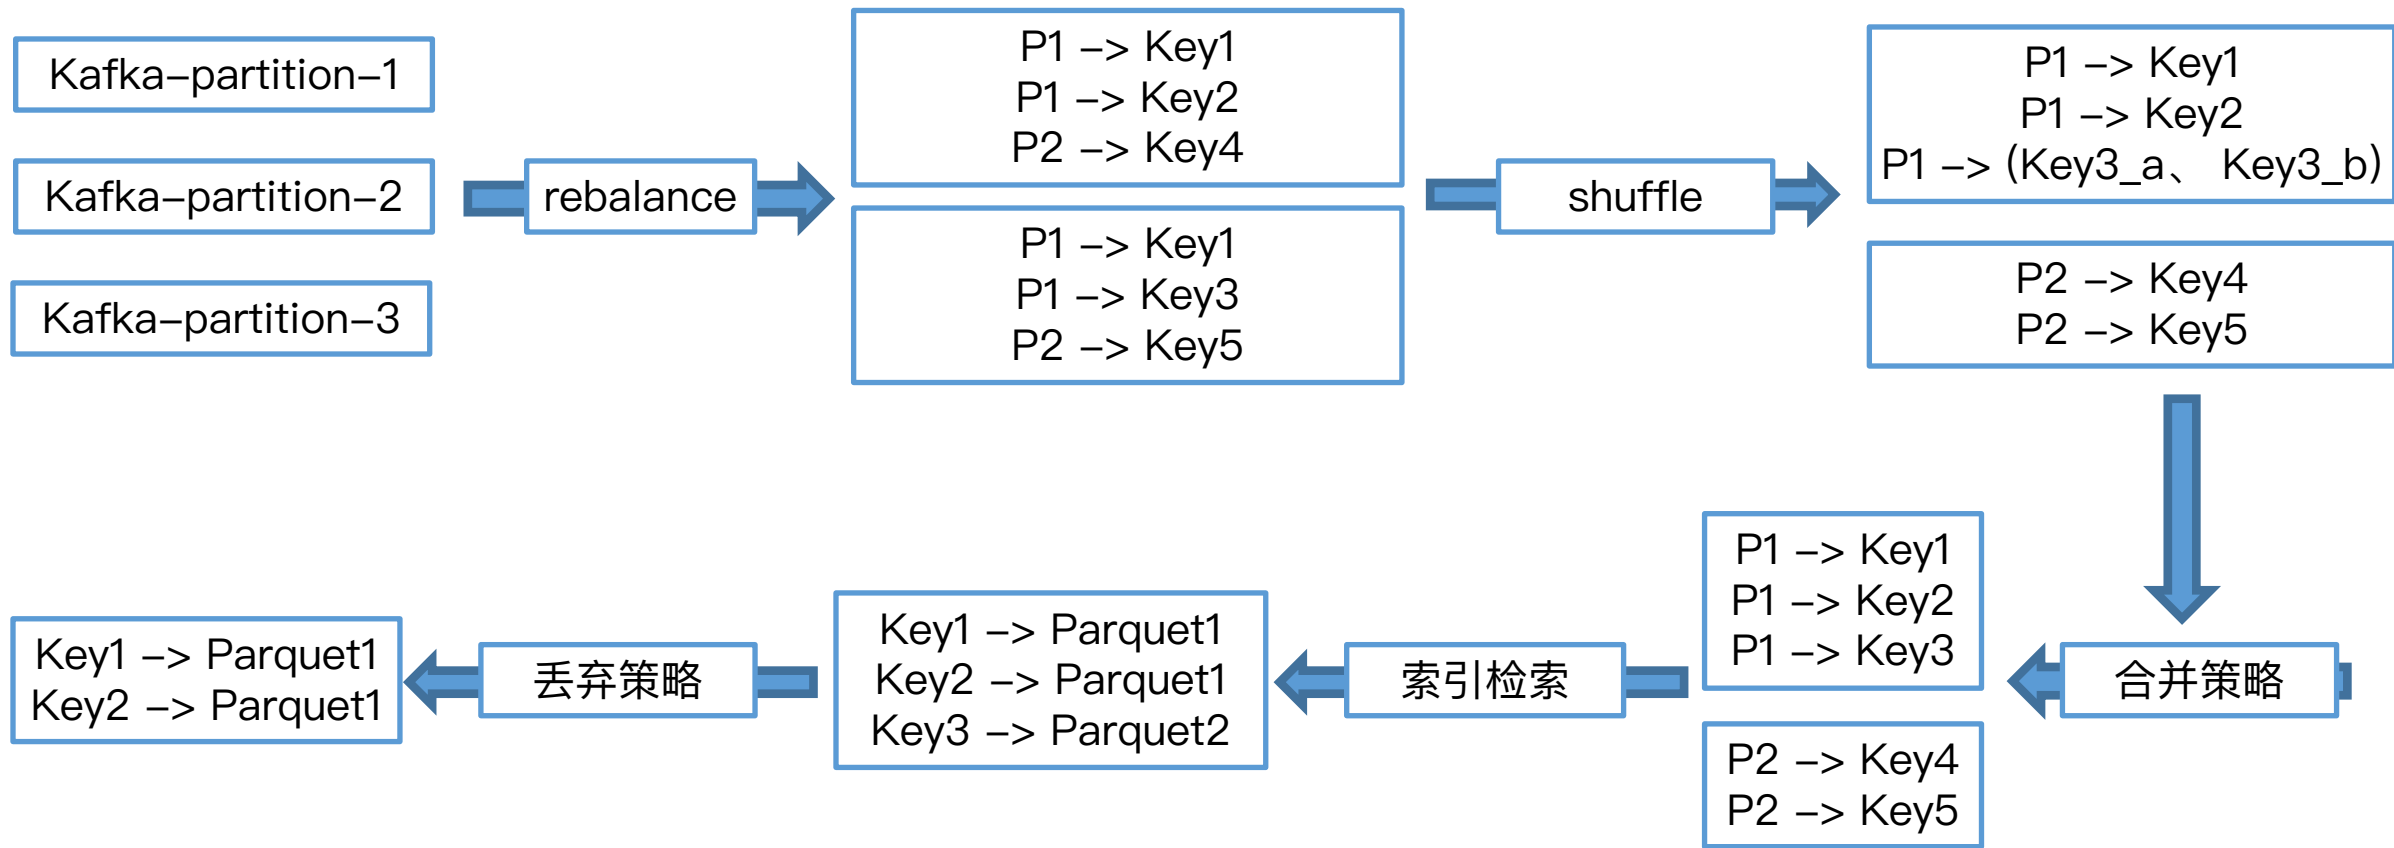 Kafka-partition-1
Kafka-partition-2
Kafka-partition-3
rebalance
P1 -> Key1
P1 -> Key2
P2 -> Key4
P1 -> Key1
P1 -> Key3
P2 -> Key5
shuffle
P1 -> Key1
P1 -> Key2
P1 -> (Key3_a、 Key3_b)
P2 -> Key4
P2 -> Key5
合并策略
P1 -> Key1
P1 -> Key2
P1 -> Key3
P2 -> Key4
P2 -> Key5
索引检索
Key1 -> Parquet1
Key2 -> Parquet1
Key3 -> Parquet2
丢弃策略
Key1 -> Parquet1
Key2 -> Parquet1